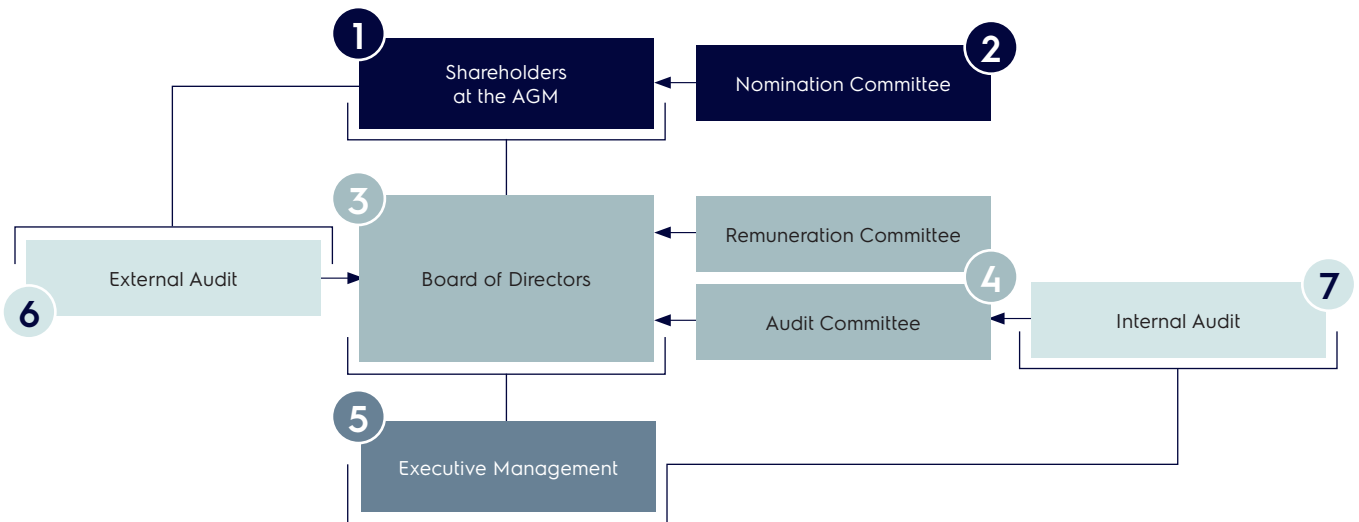 1
Shareholders
at the AGM
2
Nomination Committee
3
Board of Directors
Remuneration Committee
4
Audit Committee
External Audit
6
7
Internal Audit
5
Executive Management